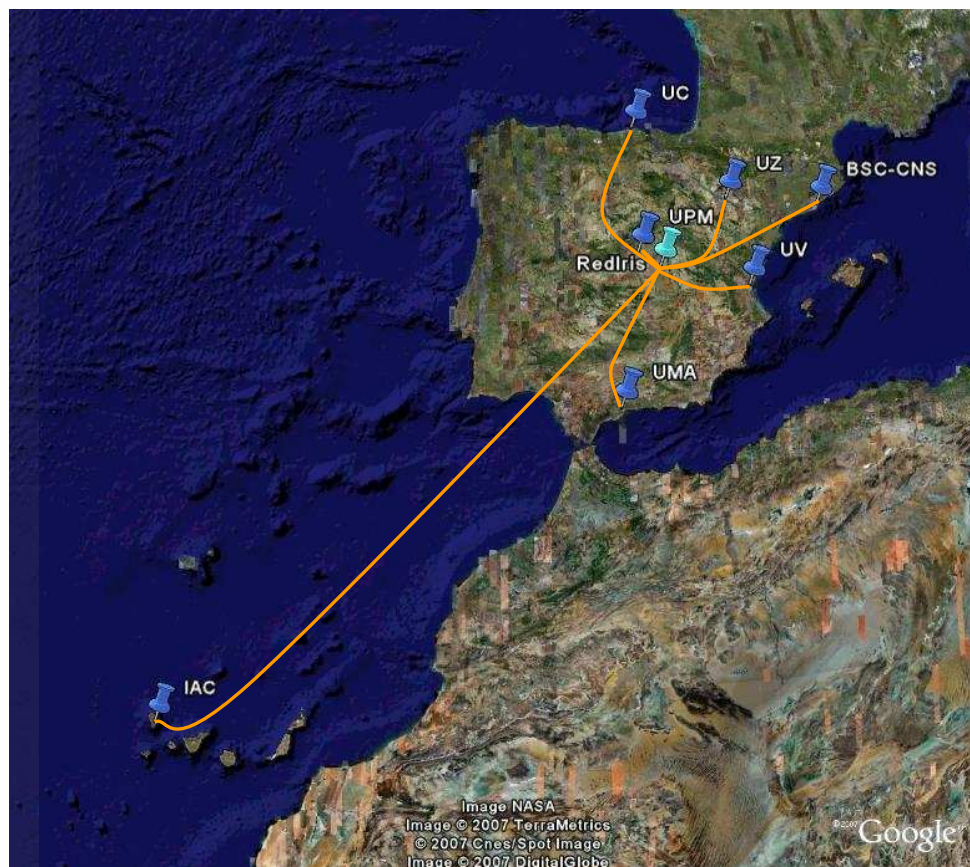 UC
UZ
BSC-CNS
UPM
RedIris
UV
UMA
IAC
Image NASA
Image © 2007 TerraMetrics
© 2007 Cnes/Spot Image
Image © 2007 DigitalGlobe
©2007 Google